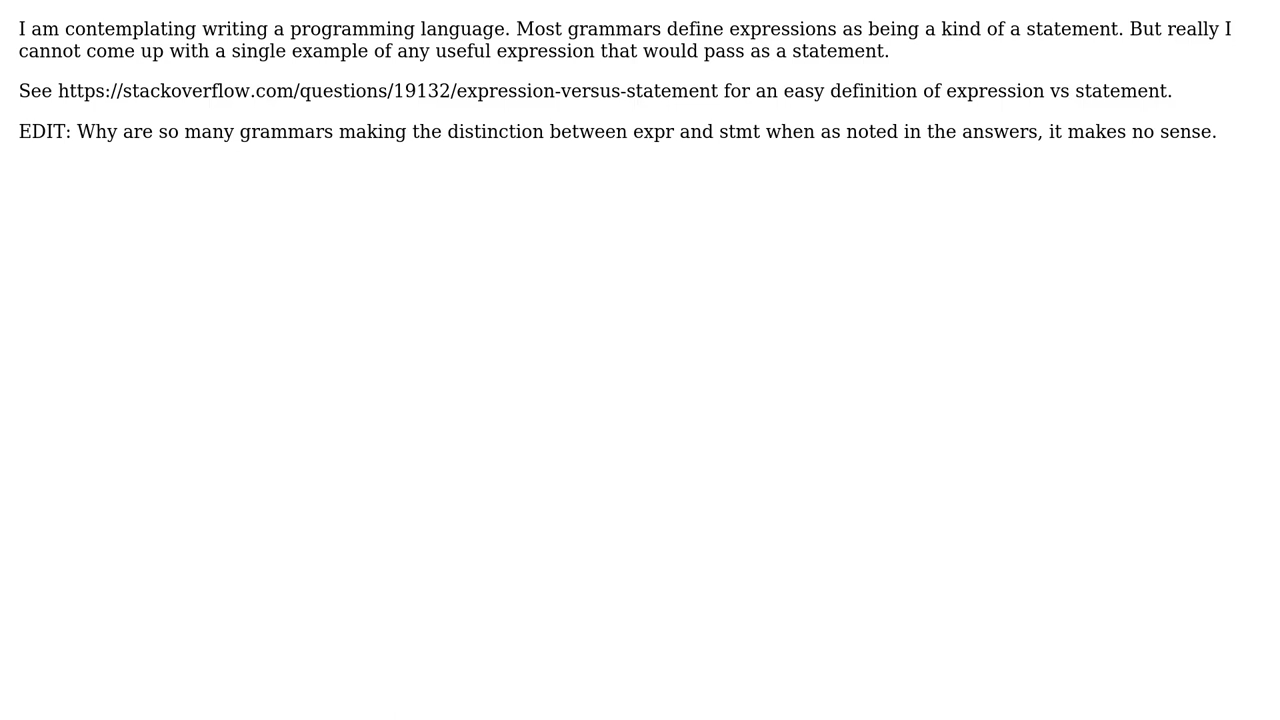 I am contemplating writing a programming language. Most grammars define expressions as being a kind of a statement. But really I
cannot come up with a single example of any useful expression that would pass as a statement.
See https://stackoverflow.com/questions/19132/expression-versus-statement for an easy definition of expression vs statement.
EDIT: Why are so many grammars making the distinction between expr and stmt when as noted in the answers, it makes no sense.